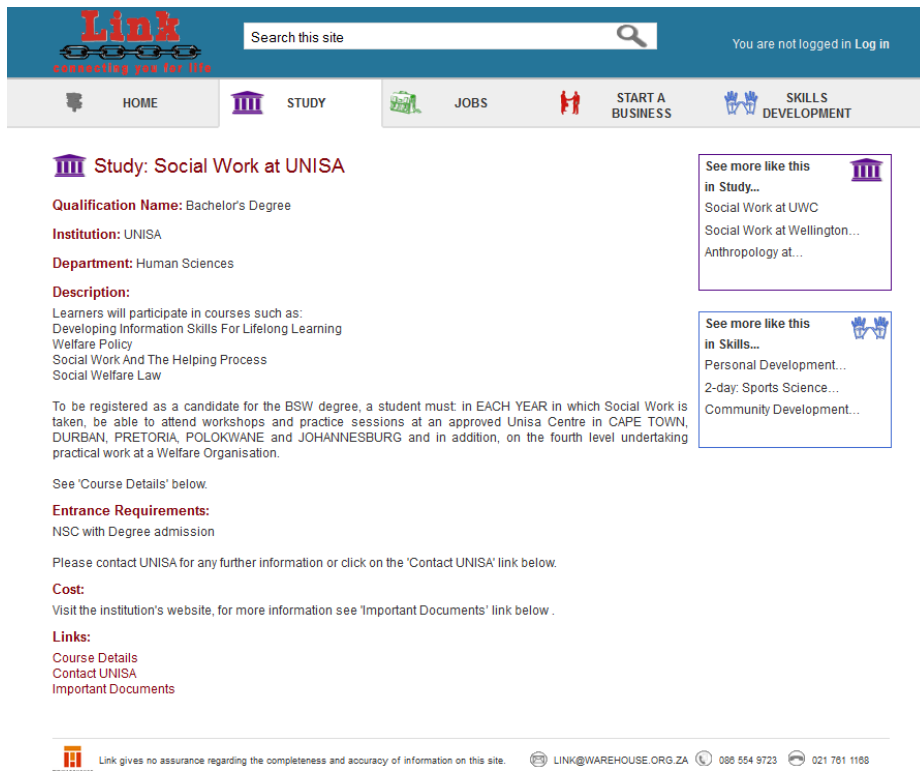 Link
connecting you for life
Search this site
You are not logged in Log in
HOME
STUDY
JOBS
START A
BUSINESS
SKILLS
DEVELOPMENT
Study: Social Work at UNISA
Qualification Name: Bachelor's Degree
Institution: UNISA
Department: Human Sciences
Description:
Learners will participate in courses such as:
Developing Information Skills For Lifelong Learning
Welfare Policy
Social Work And The Helping Process
Social Welfare Law
To be registered as a candidate for the BSW degree, a student must: in EACH YEAR in which Social Work is
taken, be able to attend workshops and practice sessions at an approved Unisa Centre in CAPE TOWN,
DURBAN, PRETORIA, POLOKWANE and JOHANNESBURG and in addition, on the fourth level undertaking
practical work at a Welfare Organisation.
See 'Course Details' below.
Entrance Requirements:
NSC with Degree admission
Please contact UNISA for any further information or click on the 'Contact UNISA' link below.
Cost:
Visit the institution's website, for more information see 'Important Documents' link below .
Links:
Course Details
Contact UNISA
Important Documents
See more like this
in Study...
Social Work at UWC
Social Work at Wellington...
Anthropology at...
See more like this
in Skills...
Personal Development...
2-day: Sports Science...
Community Development...
Link gives no assurance regarding the completeness and accuracy of information on this site.
LINK@WAREHOUSE.ORG.ZA
086 554 9723
021 761 1168